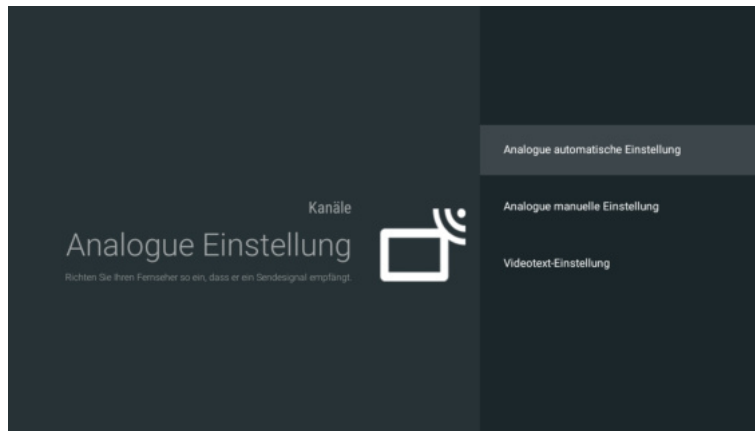 Kanäle
Analogue Einstellung
Richten Sie Ihren Fernseher so ein, dass er ein Sendesignal empfängt.
Analogue automatische Einstellung
Analogue manuelle Einstellung
Videotext-Einstellung